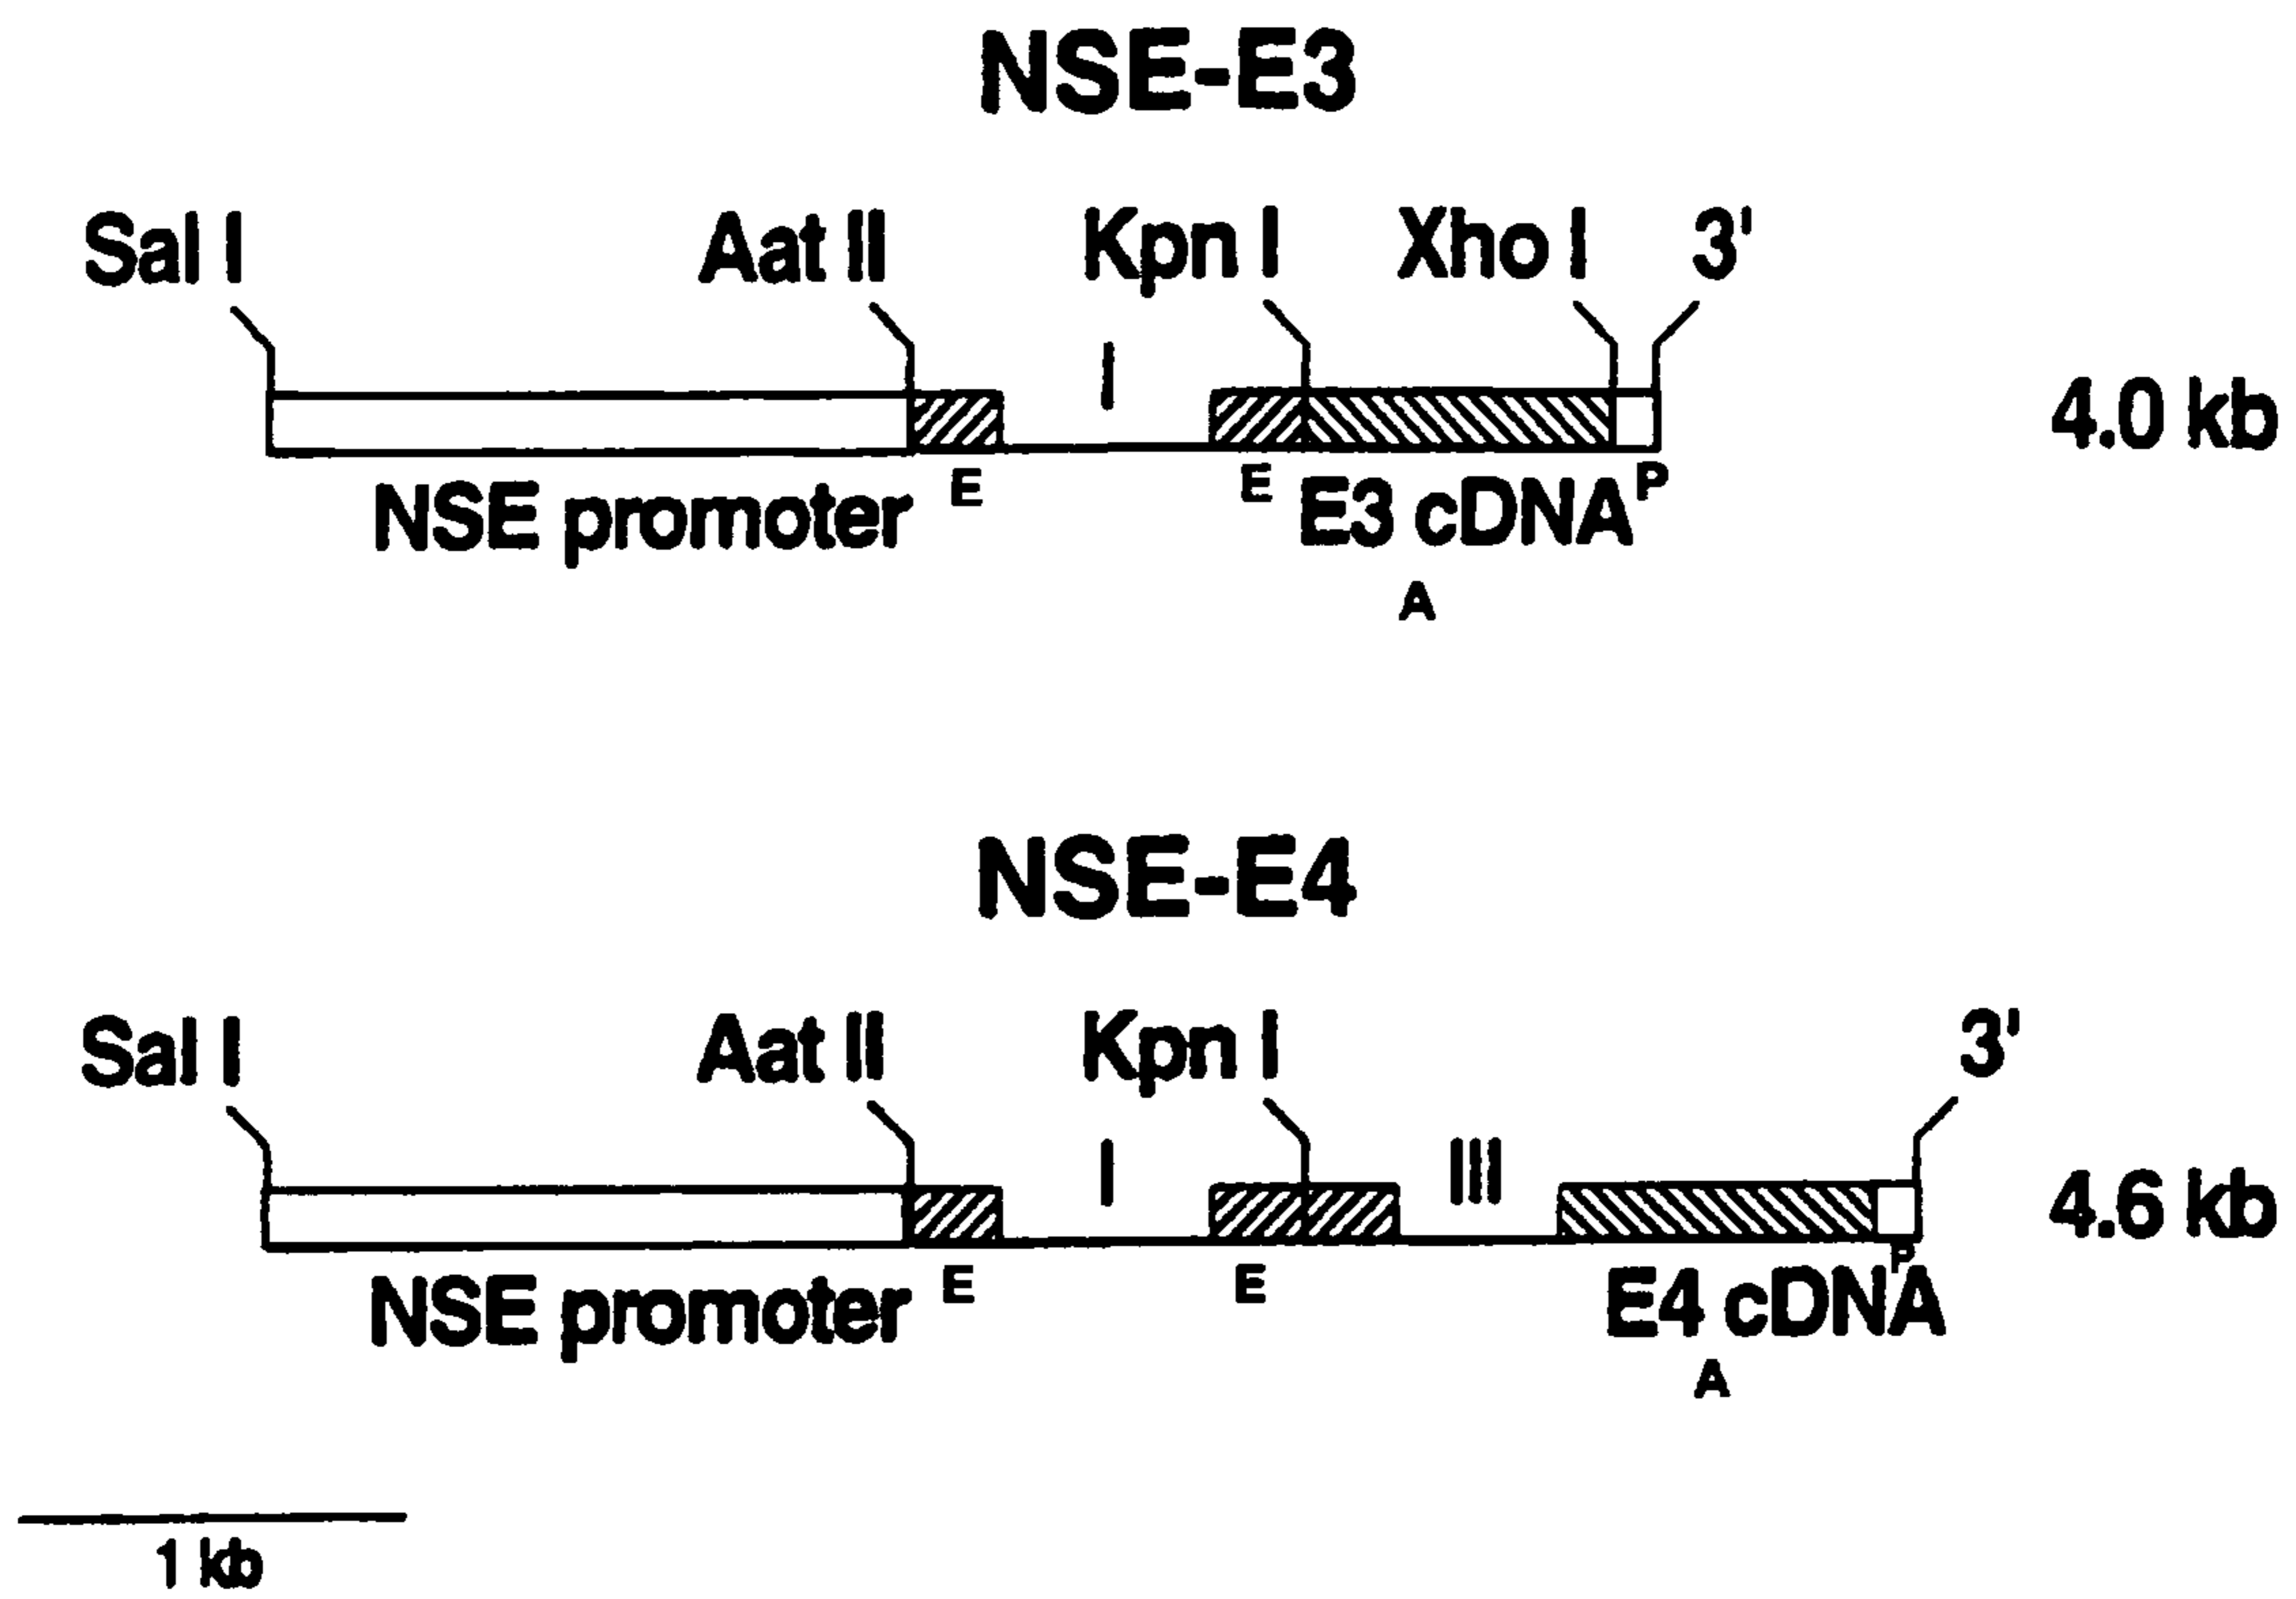 NSE-E3
Sal I Aat II Kpn I Xho I 3'
I
4.0 kb
E E P
NSE promoter E3 cDNA
A
NSE-E4
Sal I Aat II Kpn I 3'
I III
4.6 kb
P
E E
NSE promoter E4 cDNA
A
1 kb